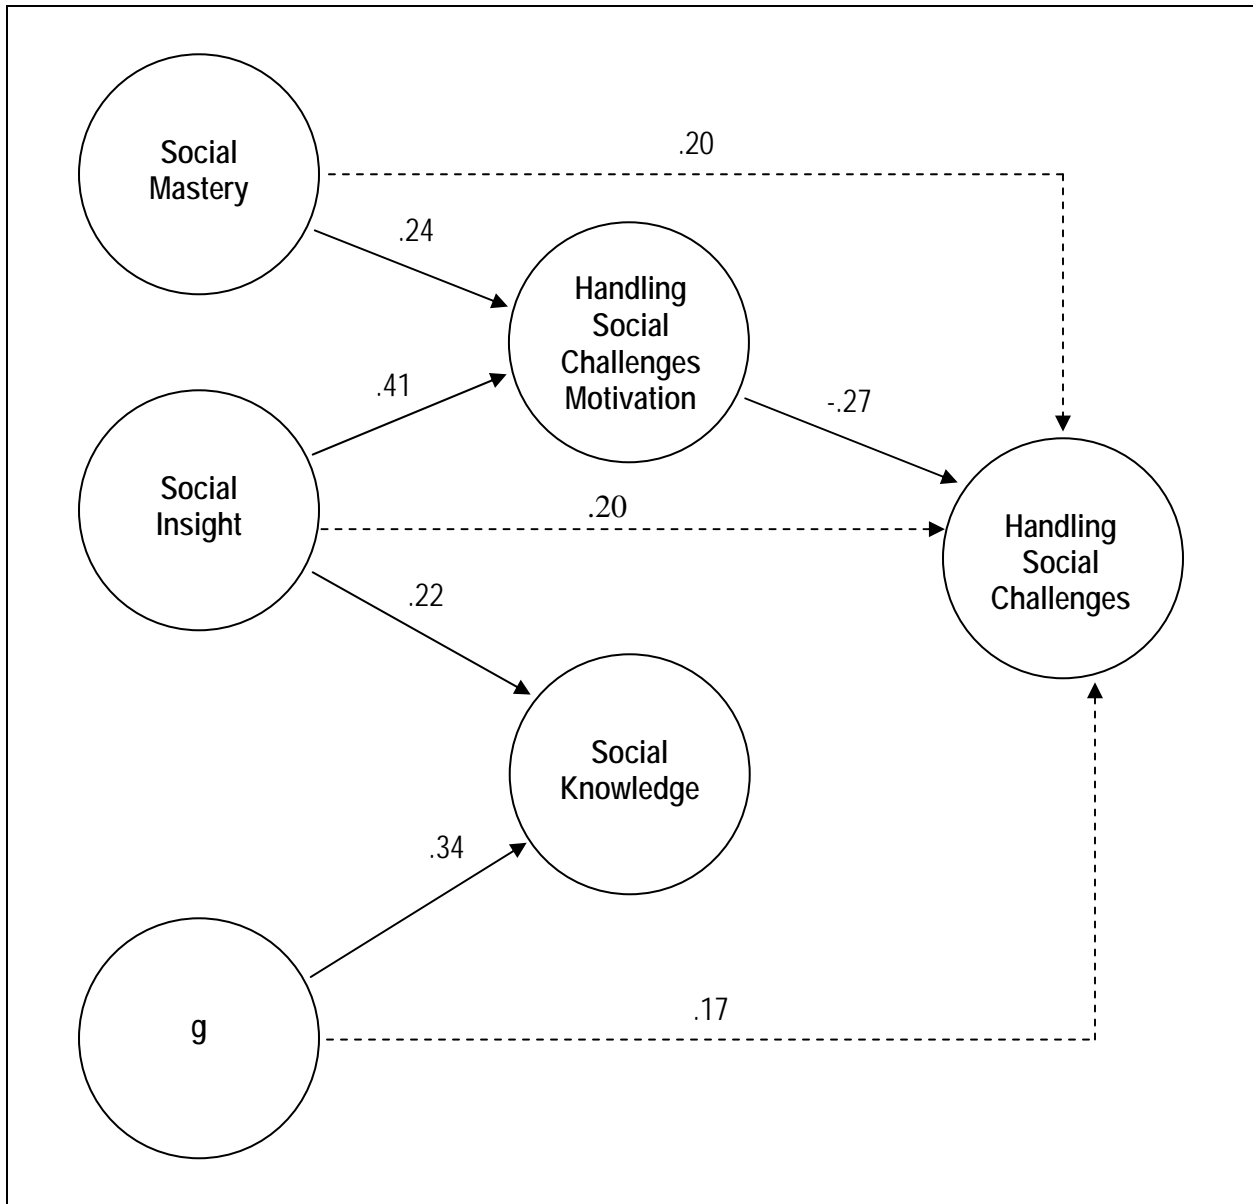 Social
Mastery
.20
.24
Handling
Social
Challenges
Motivation
.41
-.27
Social
Insight
.20
Handling
Social
Challenges
.22
Social
Knowledge
.34
g
.17